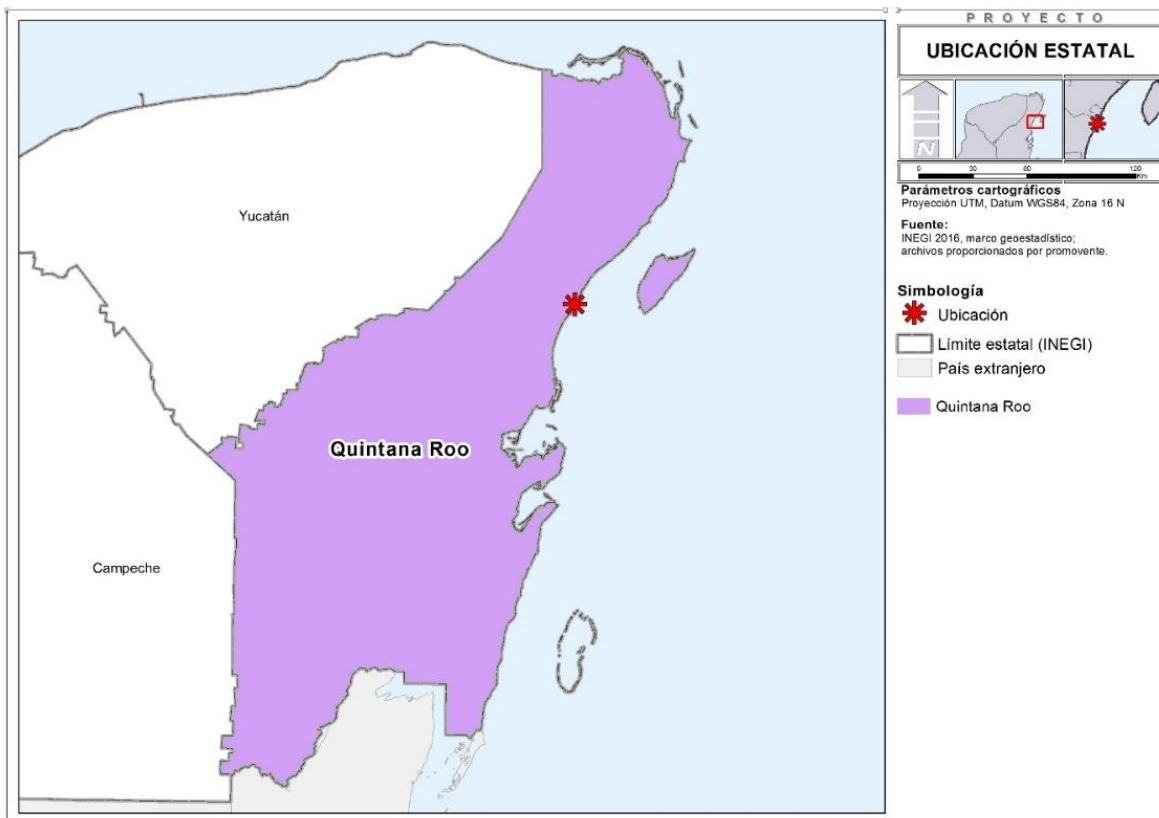 Yucatán
Quintana Roo
Campeche
PROYECTO
UBICACIÓN ESTATAL
N
0 30 60 120
Km
Parámetros cartográficos
Proyección UTM, Datum WGS84, Zona 16 N
Fuente:
INEGI 2016, marco geoestadístico;
archivos proporcionados por promovente.
Simbología
Ubicación
Límite estatal (INEGI)
País extranjero
Quintana Roo